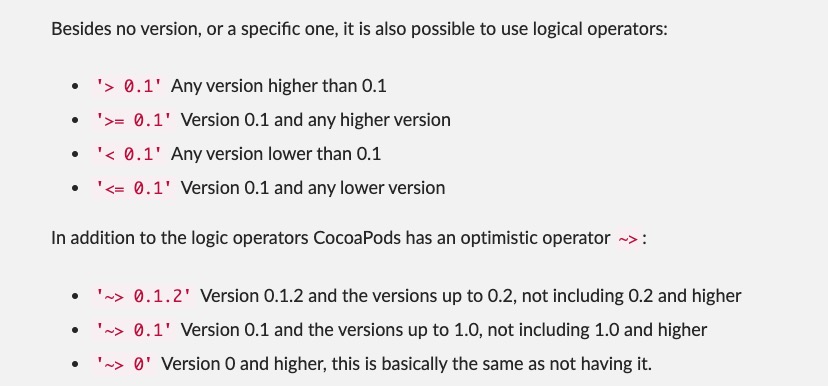 Besides no version, or a specific one, it is also possible to use logical operators:
• '> 0.1' Any version higher than 0.1
• '>= 0.1' Version 0.1 and any higher version
• '< 0.1' Any version lower than 0.1
• '<= 0.1' Version 0.1 and any lower version
In addition to the logic operators CocoaPods has an optimistic operator ~>:
• '~> 0.1.2' Version 0.1.2 and the versions up to 0.2, not including 0.2 and higher
• '~> 0.1' Version 0.1 and the versions up to 1.0, not including 1.0 and higher
• '~> 0' Version 0 and higher, this is basically the same as not having it.